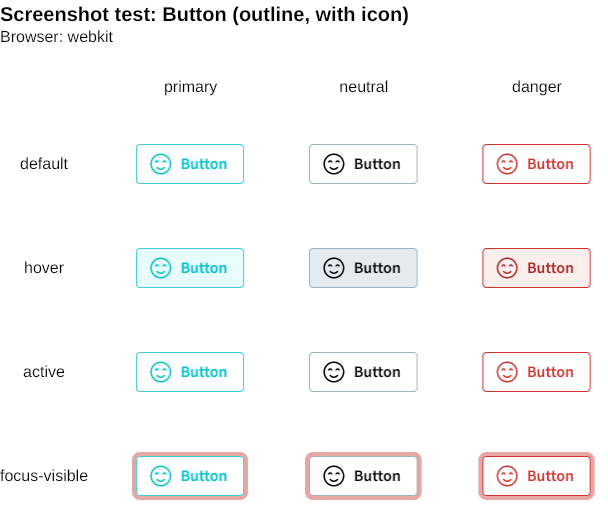 Screenshot test: Button (outline, with icon)
Browser: webkit
primary neutral danger
default Button Button Button
hover Button Button Button
active Button Button Button
focus-visible Button Button Button